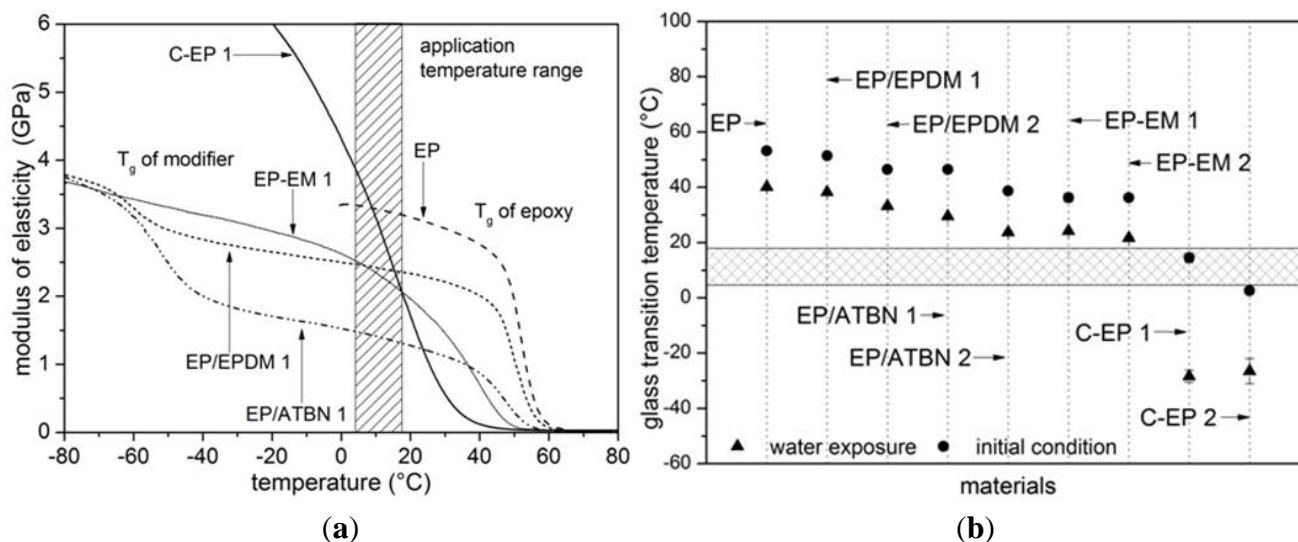 modulus of elasticity (GPa)
6
5
4
3
2
1
0
C-EP 1
application
temperature range
T_g of modifier
EP
EP-EM 1
T_g of epoxy
EP/EPDM 1
EP/ATBN 1
-80 -60 -40 -20 0 20 40 60 80
temperature (°C)
(a)
glass transition temperature (°C)
100
80
60
40
20
0
-20
-40
-60
EP/EPDM 1
EP
EP/EPDM 2
EP-EM 1
EP-EM 2
EP/ATBN 1
EP/ATBN 2
C-EP 1
C-EP 2
water exposure
initial condition
materials
(b)